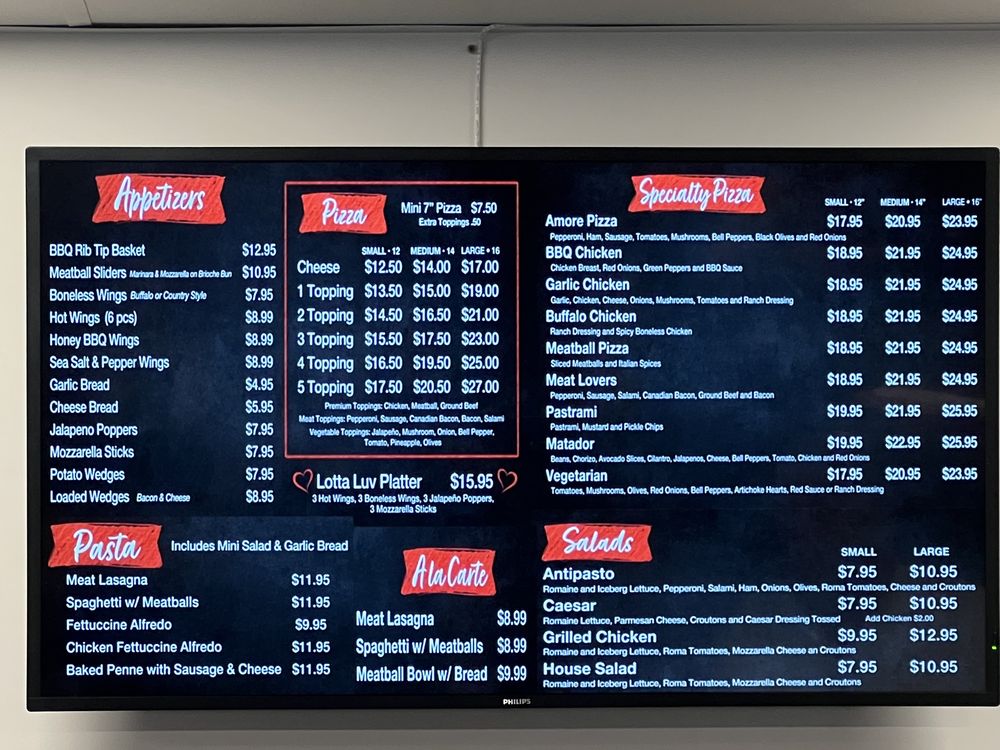 Appetizers
BBQ Rib Tip Basket $12.95
Meatball Sliders Marinara & Mozzarella on Brioche Bun $10.95
Boneless Wings Buffalo or Country Style $7.95
Hot Wings (6 pcs) $8.99
Honey BBQ Wings $8.99
Sea Salt & Pepper Wings $8.99
Garlic Bread $4.95
Cheese Bread $5.95
Jalapeno Poppers $7.95
Mozzarella Sticks $7.95
Potato Wedges $7.95
Loaded Wedges Bacon & Cheese $8.95
Pizza
Mini 7" Pizza $7.50
Extra Toppings .50
SMALL • 12 MEDIUM • 14 LARGE • 16
Cheese $12.50 $14.00 $17.00
1 Topping $13.50 $15.00 $19.00
2 Topping $14.50 $16.50 $21.00
3 Topping $15.50 $17.50 $23.00
4 Topping $16.50 $19.50 $25.00
5 Topping $17.50 $20.50 $27.00
Premium Toppings: Chicken, Meatball, Ground Beef
Meat Toppings: Pepperoni, Sausage, Canadian Bacon, Bacon, Salami
Vegetable Toppings: Jalapeño, Mushroom, Onion, Bell Pepper,
Tomato, Pineapple, Olives
Lotta Luv Platter $15.95
3 Hot Wings, 3 Boneless Wings, 3 Jalapeño Poppers,
3 Mozzarella Sticks
Specialty Pizza
SMALL • 12" MEDIUM • 14" LARGE • 16"
Amore Pizza $17.95 $20.95 $23.95
Pepperoni, Ham, Sausage, Tomatoes, Mushrooms, Bell Peppers, Black Olives and Red Onions
BBQ Chicken $18.95 $21.95 $24.95
Chicken Breast, Red Onions, Green Peppers and BBQ Sauce
Garlic Chicken $18.95 $21.95 $24.95
Garlic, Chicken, Cheese, Onions, Mushrooms, Tomatoes and Ranch Dressing
Buffalo Chicken $18.95 $21.95 $24.95
Ranch Dressing and Spicy Boneless Chicken
Meatball Pizza $18.95 $21.95 $24.95
Sliced Meatballs and Italian Spices
Meat Lovers $18.95 $21.95 $24.95
Pepperoni, Sausage, Salami, Canadian Bacon, Ground Beef and Bacon
Pastrami $19.95 $21.95 $25.95
Pastrami, Mustard and Pickle Chips
Matador $19.95 $22.95 $25.95
Beans, Chorizo, Avocado Slices, Cilantro, Jalapenos, Cheese, Bell Peppers, Tomato, Chicken and Red Onions
Vegetarian $17.95 $20.95 $23.95
Tomatoes, Mushrooms, Olives, Red Onions, Bell Peppers, Artichoke Hearts, Red Sauce or Ranch Dressing
Pasta
Includes Mini Salad & Garlic Bread
Meat Lasagna $11.95
Spaghetti w/ Meatballs $11.95
Fettuccine Alfredo $9.95
Chicken Fettuccine Alfredo $11.95
Baked Penne with Sausage & Cheese $11.95
A la Carte
Meat Lasagna $8.99
Spaghetti w/ Meatballs $8.99
Meatball Bowl w/ Bread $9.99
Salads
SMALL LARGE
Antipasto $7.95 $10.95
Romaine and Iceberg Lettuce, Pepperoni, Salami, Ham, Onions, Olives, Roma Tomatoes, Cheese and Croutons
Caesar $7.95 $10.95
Romaine Lettuce, Parmesan Cheese, Croutons and Caesar Dressing Tossed Add Chicken $2.00
Grilled Chicken $9.95 $12.95
Romaine and Iceberg Lettuce, Roma Tomatoes, Mozzarella Cheese an Croutons
House Salad $7.95 $10.95
Romaine and Iceberg Lettuce, Roma Tomatoes, Mozzarella Cheese and Croutons
PHILIPS